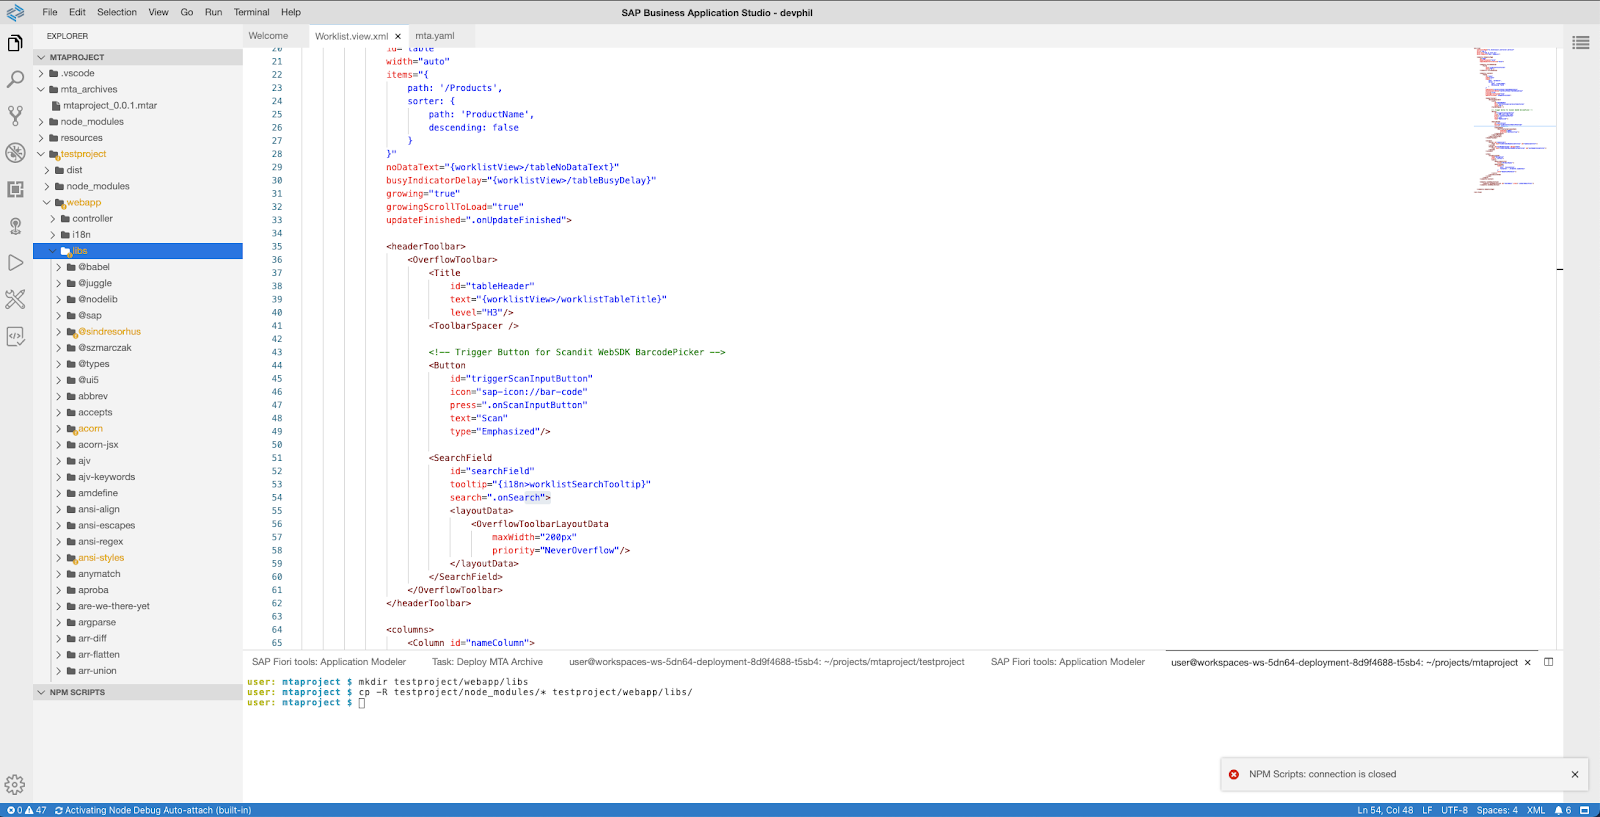 File Edit Selection View Go Run Terminal Help
SAP Business Application Studio - devphil
EXPLORER
MTAPROJECT
.vscode
mta_archives
mtaproject_0.0.1.mtar
node_modules
resources
testproject
dist
node_modules
webapp
controller
i18n
libs
@babel
@juggle
@nodelib
@sap
@sindresorhus
@szmarczak
@types
@ui5
abbrev
accepts
acorn
acorn-jsx
ajv
ajv-keywords
amdefine
ansi-align
ansi-escapes
ansi-regex
ansi-styles
anymatch
aproba
are-we-there-yet
argparse
arr-diff
arr-flatten
arr-union
NPM SCRIPTS
Welcome Worklist.view.xml × mta.yaml
20 id="table"
21 width="auto"
22 items="{
23 path: '/Products',
24 sorter: {
25 path: 'ProductName',
26 descending: false
27 }
28 }"
29 noDataText="{worklistView>/tableNoDataText}"
30 busyIndicatorDelay="{worklistView>/tableBusyDelay}"
31 growing="true"
32 growingScrollToLoad="true"
33 updateFinished=".onUpdateFinished">
34
35 <headerToolbar>
36 <OverflowToolbar>
37 <Title
38 id="tableHeader"
39 text="{worklistView>/worklistTableTitle}"
40 level="H3"/>
41 <ToolbarSpacer />
42
43 <!-- Trigger Button for Scandit WebSDK BarcodePicker -->
44 <Button
45 id="triggerScanInputButton"
46 icon="sap-icon://bar-code"
47 press=".onScanInputButton"
48 text="Scan"
49 type="Emphasized"/>
50
51 <SearchField
52 id="searchField"
53 tooltip="{i18n>worklistSearchTooltip}"
54 search=".onSearch">
55 <layoutData>
56 <OverflowToolbarLayoutData
57 maxWidth="200px"
58 priority="NeverOverflow"/>
59 </layoutData>
60 </SearchField>
61 </OverflowToolbar>
62 </headerToolbar>
63
64 <columns>
65 <Column id="nameColumn">
SAP Fiori tools: Application Modeler Task: Deploy MTA Archive user@workspaces-ws-5dn64-deployment-8d9f4688-t5sb4: ~/projects/mtaproject/testproject SAP Fiori tools: Application Modeler user@workspaces-ws-5dn64-deployment-8d9f4688-t5sb4: ~/projects/mtaproject ×
user: mtaproject $ mkdir testproject/webapp/libs
user: mtaproject $ cp -R testproject/node_modules/* testproject/webapp/libs/
user: mtaproject $
NPM Scripts: connection is closed ×
0 47 Activating Node Debug Auto-attach (built-in) Ln 54, Col 48 LF UTF-8 Spaces: 4 XML 6